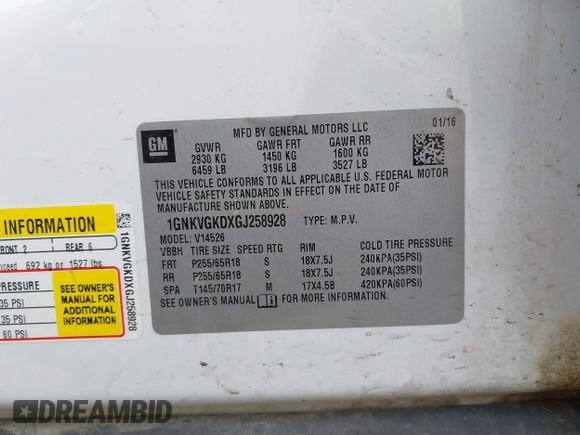 GM
MFD BY GENERAL MOTORS LLC 01/16
GVWR GAWR FRT GAWR RR
2930 KG 1450 KG 1600 KG
6459 LB 3196 LB 3527 LB
THIS VEHICLE CONFORMS TO ALL APPLICABLE U.S. FEDERAL MOTOR
VEHICLE SAFETY STANDARDS IN EFFECT ON THE DATE OF
MANUFACTURE SHOWN ABOVE.
1GNKVGKDXGJ258928 TYPE: M.P.V.
MODEL: V14526
VBBH TIRE SIZE SPEED RTG RIM COLD TIRE PRESSURE
FRT P255/65R18 S 18X7.5J 240KPA(35PSI)
RR P255/65R18 S 18X7.5J 240KPA(35PSI)
SPA T145/70R17 M 17X4.5B 420KPA(60PSI)
SEE OWNER'S MANUAL FOR MORE INFORMATION
INFORMATION
FRONT 2 REAR 6
exceed 692 kg or 1527 lbs.
PRESSURE
35 PSI
35 PSI
60 PSI
SEE OWNER'S
MANUAL FOR
ADDITIONAL
INFORMATION
1GNKVGKDXGJ258928
DREAMBID